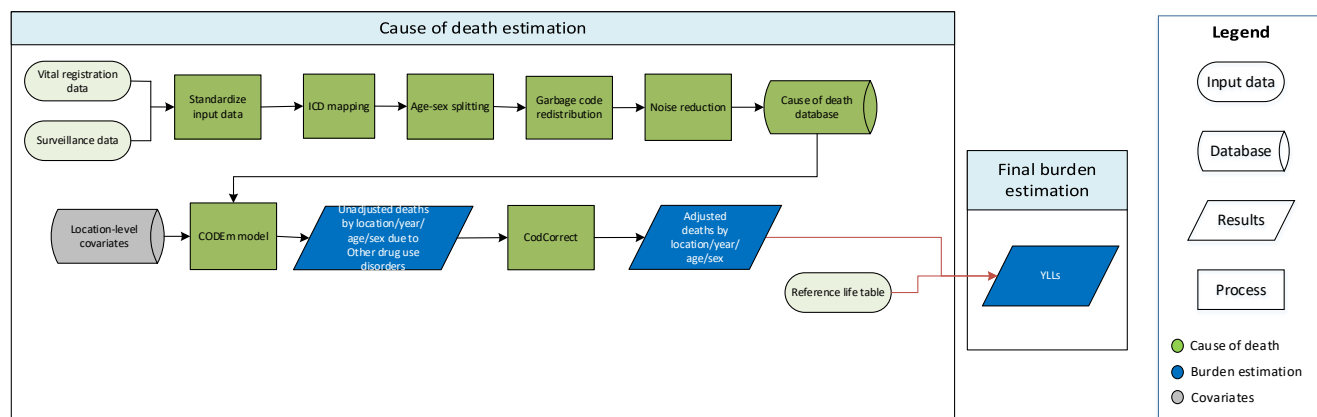 Cause of death estimation
Vital registration
data
Surveillance data
Standardize
input data
ICD mapping
Age-sex splitting
Garbage code
redistribution
Noise reduction
Cause of death
database
Location-level
covariates
CODEm model
Unadjusted deaths
by location/year/
age/sex due to
Other drug use
disorders
CodCorrect
Adjusted
deaths by
location/year/
age/sex
Reference life table
Final burden
estimation
YLLs
Legend
Input data
Database
Results
Process
Cause of death
Burden estimation
Covariates